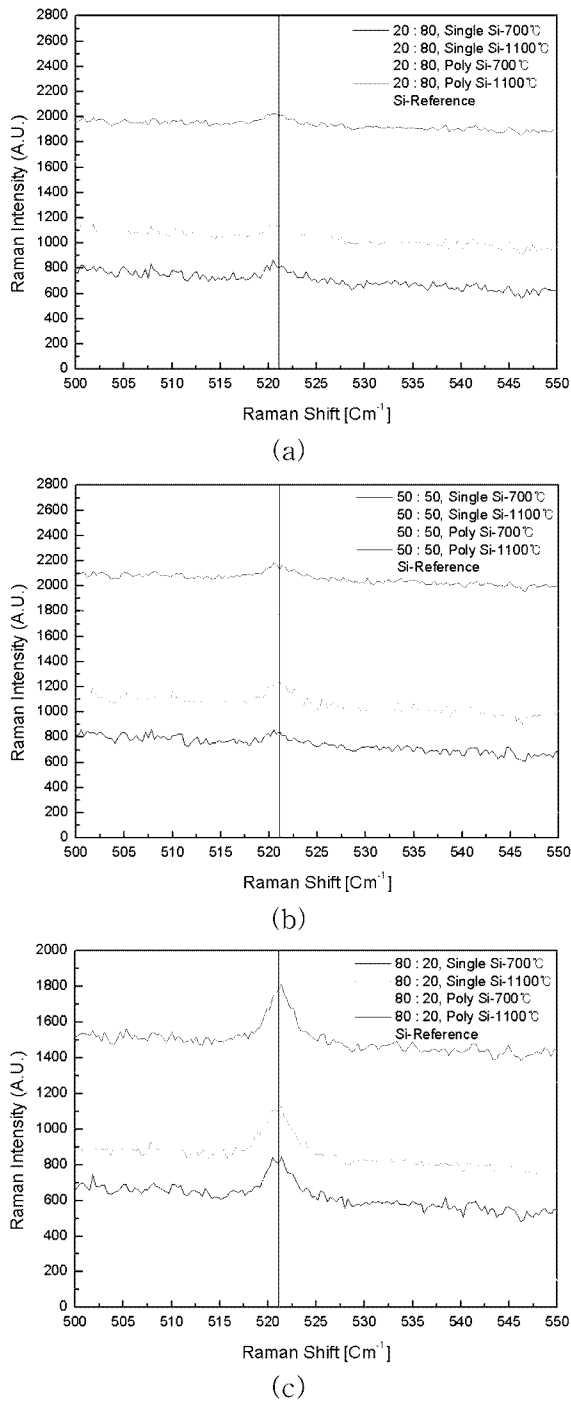 2800
2600
2400
2200
2000
1800
1600
1400
1200
1000
800
600
400
200
0
Raman Intensity (A.U.)
20 : 80, Single Si-700℃
20 : 80, Single Si-1100℃
20 : 80, Poly Si-700℃
20 : 80, Poly Si-1100℃
Si-Reference
500 505 510 515 520 525 530 535 540 545 550
Raman Shift [Cm⁻¹]
(a)
2800
2600
2400
2200
2000
1800
1600
1400
1200
1000
800
600
400
200
0
Raman Intensity (A.U.)
50 : 50, Single Si-700℃
50 : 50, Single Si-1100℃
50 : 50, Poly Si-700℃
50 : 50, Poly Si-1100℃
Si-Reference
500 505 510 515 520 525 530 535 540 545 550
Raman Shift [Cm⁻¹]
(b)
2000
1800
1600
1400
1200
1000
800
600
400
200
0
Raman Intensity (A.U.)
80 : 20, Single Si-700℃
80 : 20, Single Si-1100℃
80 : 20, Poly Si-700℃
80 : 20, Poly Si-1100℃
Si-Reference
500 505 510 515 520 525 530 535 540 545 550
Raman Shift [Cm⁻¹]
(c)